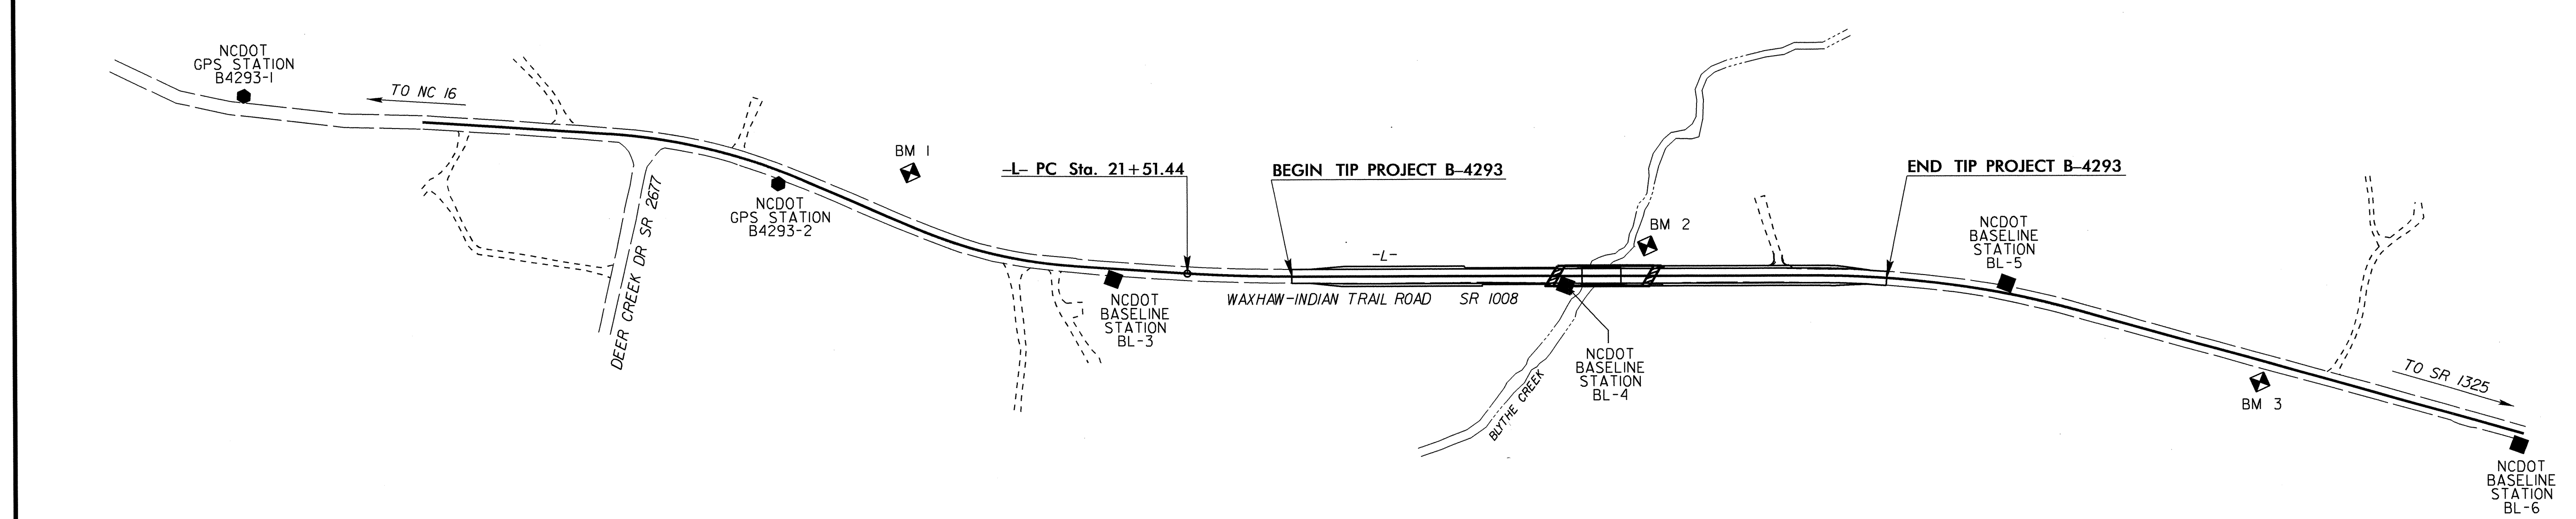 NCDOT
GPS STATION
B4293-1
TO NC 16
DEER CREEK DR SR 2677
NCDOT
GPS STATION
B4293-2
BM 1
-L- PC Sta. 21+51.44
NCDOT
BASELINE
STATION
BL-3
BEGIN TIP PROJECT B-4293
-L-
WAXHAW-INDIAN TRAIL ROAD SR 1008
BM 2
NCDOT
BASELINE
STATION
BL-4
BLYTHE CREEK
END TIP PROJECT B-4293
NCDOT
BASELINE
STATION
BL-5
TO SR 1325
BM 3
NCDOT
BASELINE
STATION
BL-6